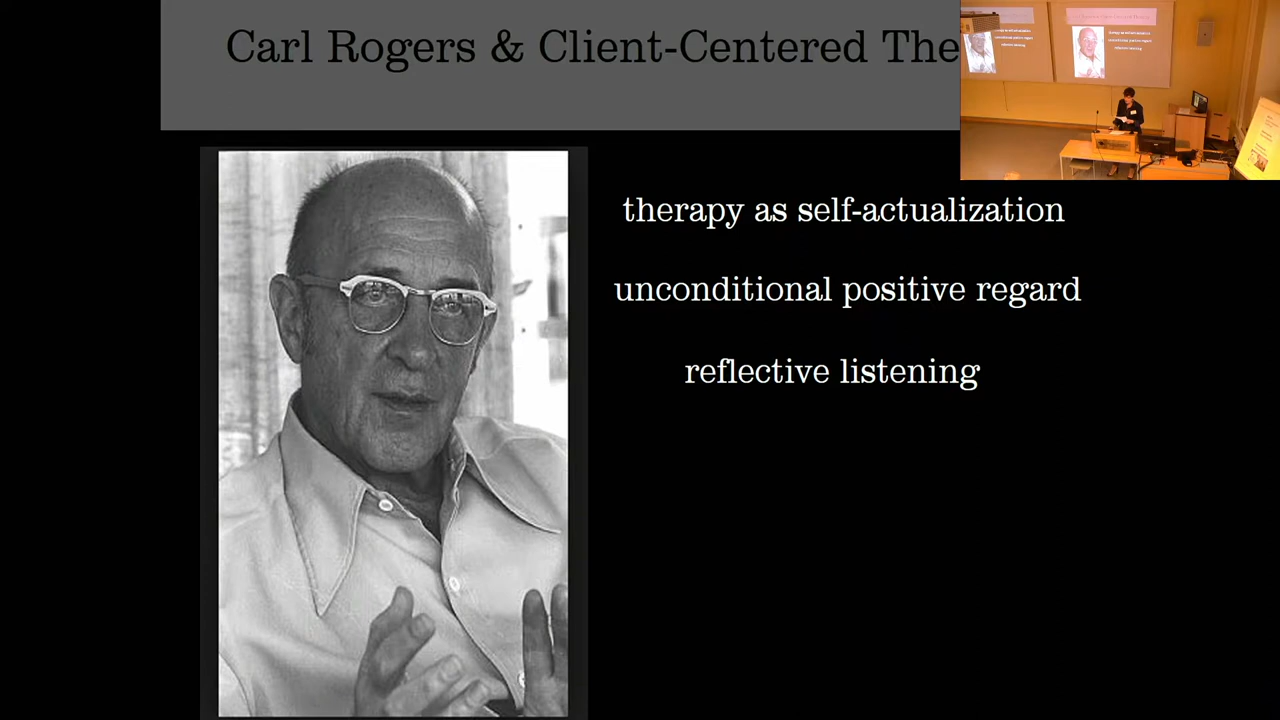 Carl Rogers & Client-Centered The
therapy as self-actualization
unconditional positive regard
reflective listening